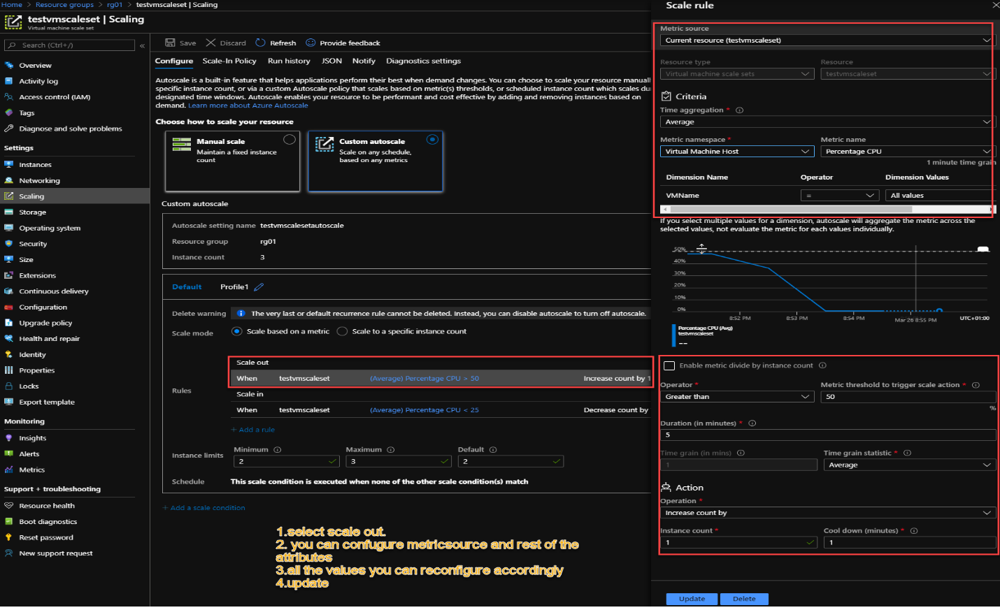 Home > Resource groups > rg01 > testvmscaleset | Scaling
testvmscaleset | Scaling
Virtual machine scale set
Search (Ctrl+/)
«
Overview
Activity log
Access control (IAM)
Tags
Diagnose and solve problems
Settings
Instances
Networking
Scaling
Storage
Operating system
Security
Size
Extensions
Continuous delivery
Configuration
Upgrade policy
Health and repair
Identity
Properties
Locks
Export template
Monitoring
Insights
Alerts
Metrics
Support + troubleshooting
Resource health
Boot diagnostics
Reset password
New support request
Save Discard Refresh Provide feedback
Configure Scale-In Policy Run history JSON Notify Diagnostics settings
Autoscale is a built-in feature that helps applications perform their best when demand changes. You can choose to scale your resource manuall
specific instance count, or via a custom Autoscale policy that scales based on metric(s) thresholds, or scheduled instance count which scales du
designated time windows. Autoscale enables your resource to be performant and cost effective by adding and removing instances based on
demand. Learn more about Azure Autoscale
Choose how to scale your resource
Manual scale
Maintain a fixed instance
count
Custom autoscale
Scale on any schedule,
based on any metrics
Custom autoscale
Autoscale setting name testvmscalesetautoscale
Resource group rg01
Instance count 3
Default Profile1
Delete warning The very last or default recurrence rule cannot be deleted. Instead, you can disable autoscale to turn off autoscale.
Scale mode Scale based on a metric Scale to a specific instance count
Rules
Scale out
When testvmscaleset (Average) Percentage CPU > 50 Increase count by 1
Scale in
When testvmscaleset (Average) Percentage CPU < 25 Decrease count by
+ Add a rule
Instance limits
Minimum Maximum Default
2 3 2
Schedule This scale condition is executed when none of the other scale condition(s) match
+ Add a scale condition
1.select scale out.
2. you can confugure metricsource and rest of the
attributes
3.all the values you can reconfigure accordingly
4.update
Scale rule
Metric source
Current resource (testvmscaleset)
Resource type Resource
Virtual machine scale sets testvmscaleset
Criteria
Time aggregation *
Average
Metric namespace * Metric name
Virtual Machine Host Percentage CPU
1 minute time grain
Dimension Name Operator Dimension Values
VMName = All values
If you select multiple values for a dimension, autoscale will aggregate the metric across the
selected values, not evaluate the metric for each values individually.
50%
40%
30%
20%
10%
0%
8:52 PM 8:53 PM 8:54 PM Mar 26 8:55 PM UTC+01:00
Percentage CPU (Avg)
testvmscaleset
--
Enable metric divide by instance count
Operator * Metric threshold to trigger scale action *
Greater than 50
%
Duration (in minutes) *
5
Time grain (in mins) Time grain statistic *
1 Average
Action
Operation *
Increase count by
Instance count * Cool down (minutes) *
1 1
Update Delete